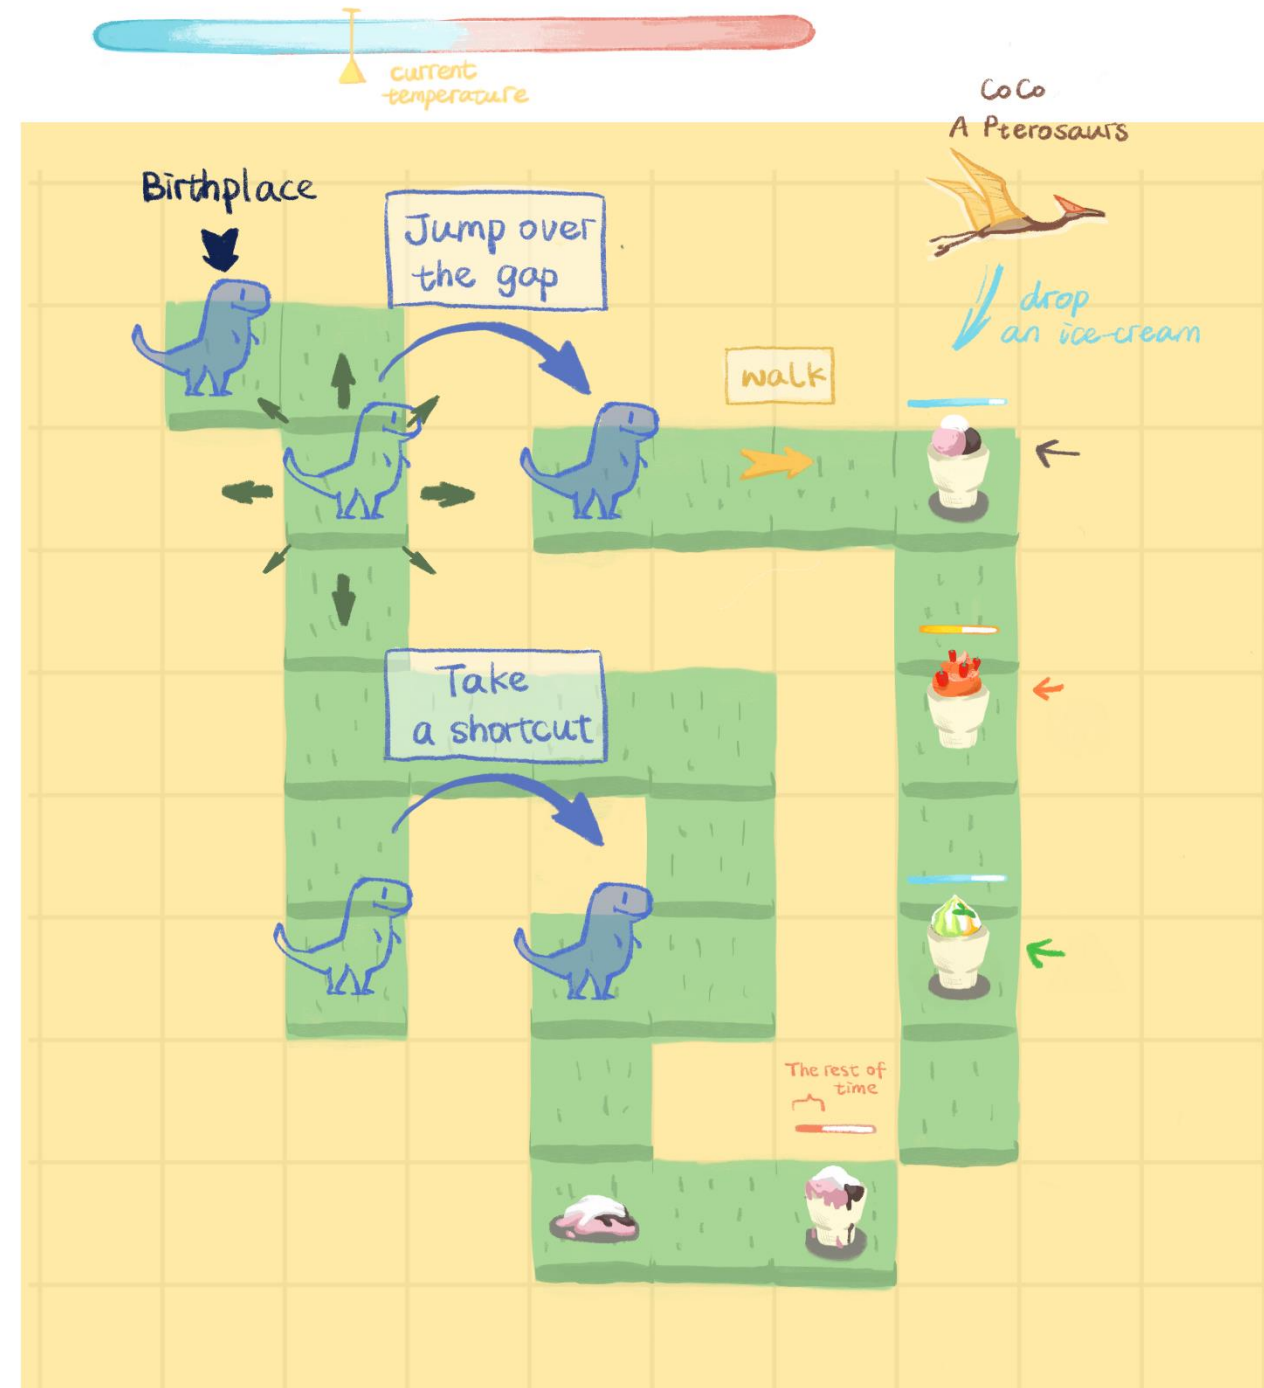 current
temperature
CoCo
A Pterosaurs
Birthplace
Jump over
the gap
drop
an ice-cream
walk
Take
a shortcut
The rest of
time